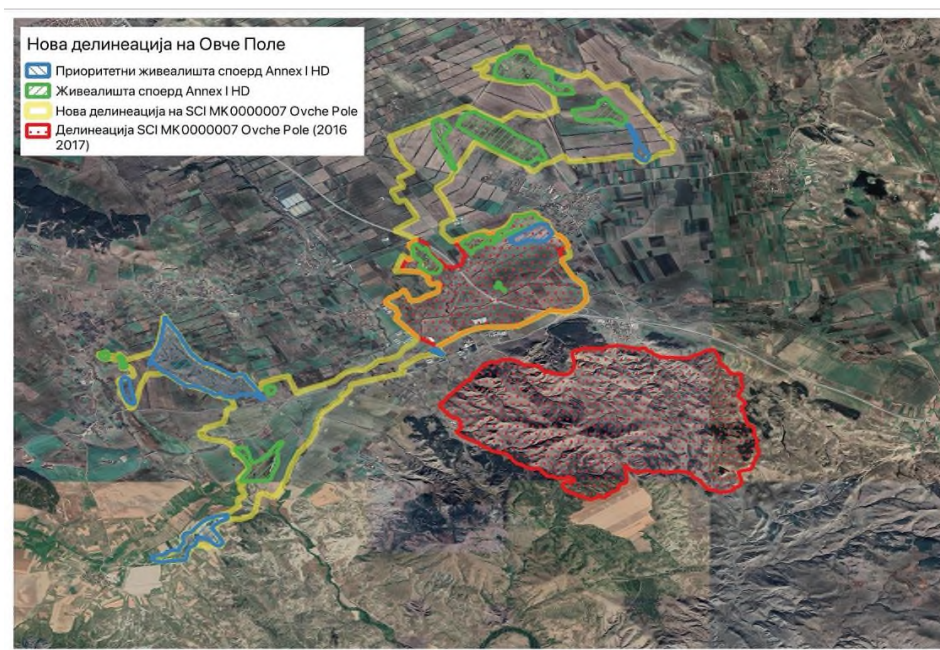 Нова делинеација на Овче Поле
Приоритетни живеалишта споерд Annex I HD
Живеалишта споерд Annex I HD
Нова делинеација на SCI MK0000007 Ovche Pole
Делинеација SCI MK0000007 Ovche Pole (2016
2017)